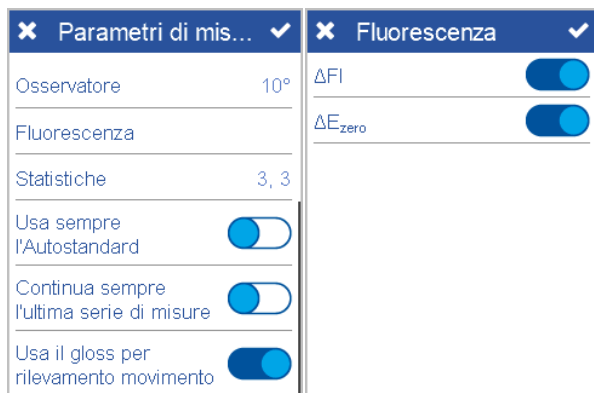 Parametri di mis...
Osservatore 10°
Fluorescenza
Statistiche 3, 3
Usa sempre
l'Autostandard
Continua sempre
l'ultima serie di misure
Usa il gloss per
rilevamento movimento
Fluorescenza
ΔFl
ΔEzero